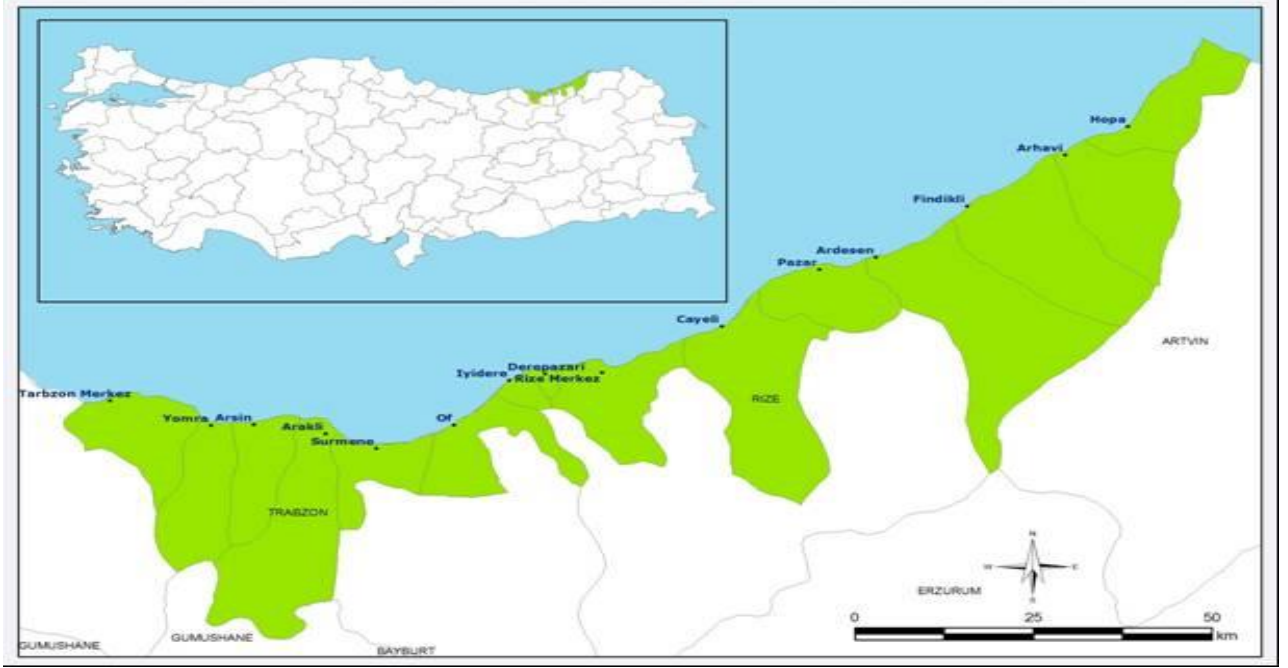 Hopa
Arhavi
Findikli
Ardesen
Pazar
Cayeli
ARTVIN
Derepazari
Iyidere
Rize Merkez
Tarbzon Merkez
RIZE
Yomra Arsin
Of
Arakli
Surmene
TRABZON
N
W E
S
ERZURUM
0 25 50
km
GUMUSHANE
GUMUSHANE
BAYBURT